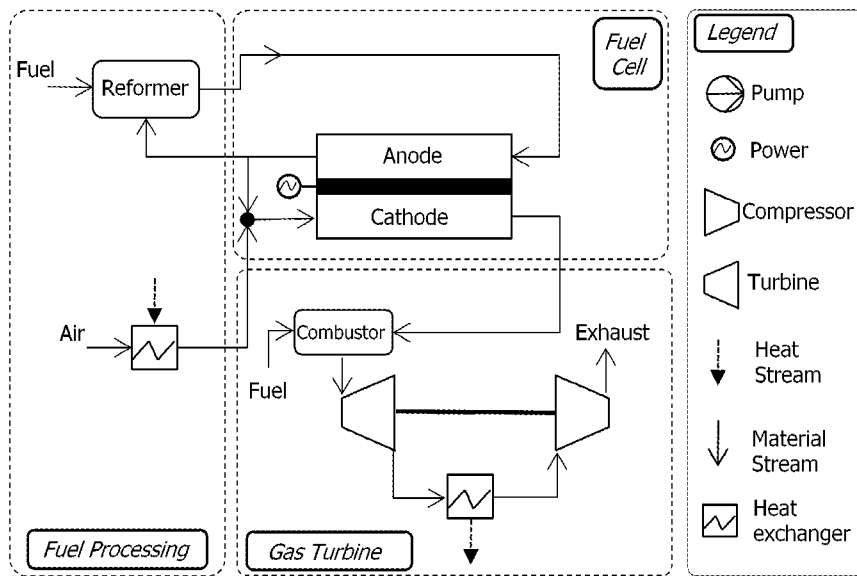 Fuel
Reformer
Fuel
Cell
Anode
Cathode
Air
Combustor
Fuel
Exhaust
Fuel Processing
Gas Turbine
Legend
Pump
Power
Compressor
Turbine
Heat
Stream
Material
Stream
Heat
exchanger